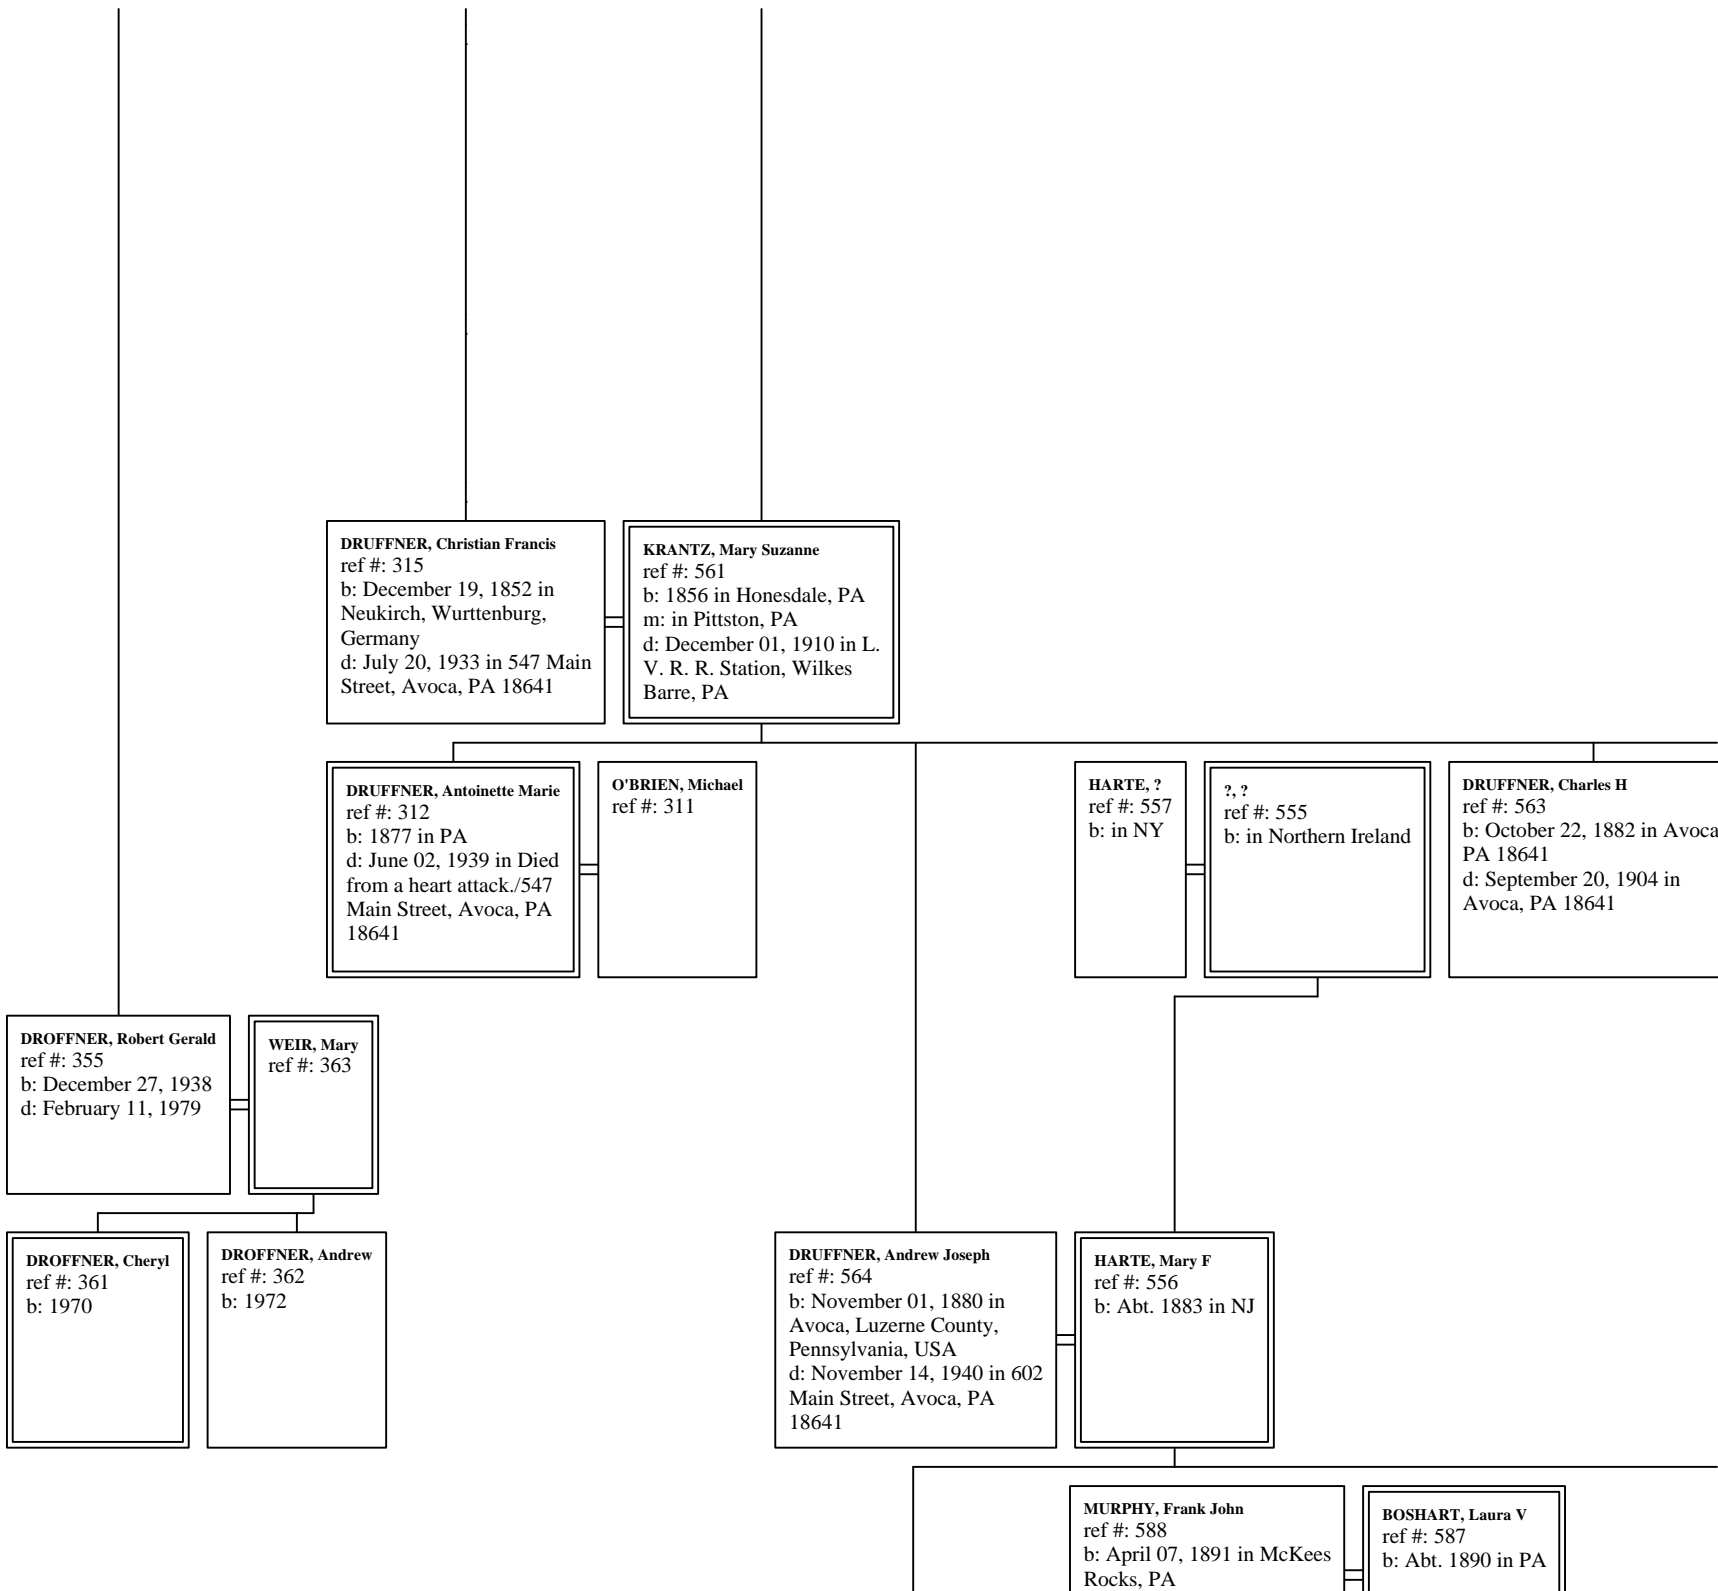 DRUFFNER, Christian Francis
ref #: 315
b: December 19, 1852 in
Neukirch, Wurttenburg,
Germany
d: July 20, 1933 in 547 Main
Street, Avoca, PA 18641
KRANTZ, Mary Suzanne
ref #: 561
b: 1856 in Honesdale, PA
m: in Pittston, PA
d: December 01, 1910 in L.
V. R. R. Station, Wilkes
Barre, PA
DRUFFNER, Antoinette Marie
ref #: 312
b: 1877 in PA
d: June 02, 1939 in Died
from a heart attack./547
Main Street, Avoca, PA
18641
O'BRIEN, Michael
ref #: 311
HARTE, ?
ref #: 557
b: in NY
?, ?
ref #: 555
b: in Northern Ireland
DRUFFNER, Charles H
ref #: 563
b: October 22, 1882 in Avoca
PA 18641
d: September 20, 1904 in
Avoca, PA 18641
DROFFNER, Robert Gerald
ref #: 355
b: December 27, 1938
d: February 11, 1979
WEIR, Mary
ref #: 363
DROFFNER, Cheryl
ref #: 361
b: 1970
DROFFNER, Andrew
ref #: 362
b: 1972
DRUFFNER, Andrew Joseph
ref #: 564
b: November 01, 1880 in
Avoca, Luzerne County,
Pennsylvania, USA
d: November 14, 1940 in 602
Main Street, Avoca, PA
18641
HARTE, Mary F
ref #: 556
b: Abt. 1883 in NJ
MURPHY, Frank John
ref #: 588
b: April 07, 1891 in McKees
Rocks, PA
BOSHART, Laura V
ref #: 587
b: Abt. 1890 in PA